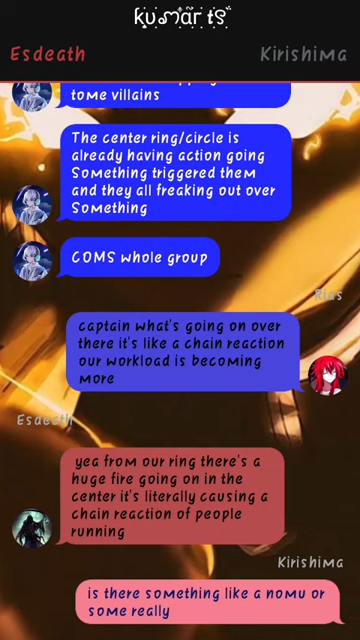 kumar ts
Esdeath
Kirishima
tome villains
The center ring/circle is
already having action going
Something triggered them
and they all freaking out over
Something
COMS whole group
Rias
captain what's going on over
there it's like a chain reaction
our workload is becoming
more
Esdeath
yea from our ring there's a
huge fire going on in the
center it's literally causing a
chain reaction of people
running
Kirishima
is there something like a nomu or
some really